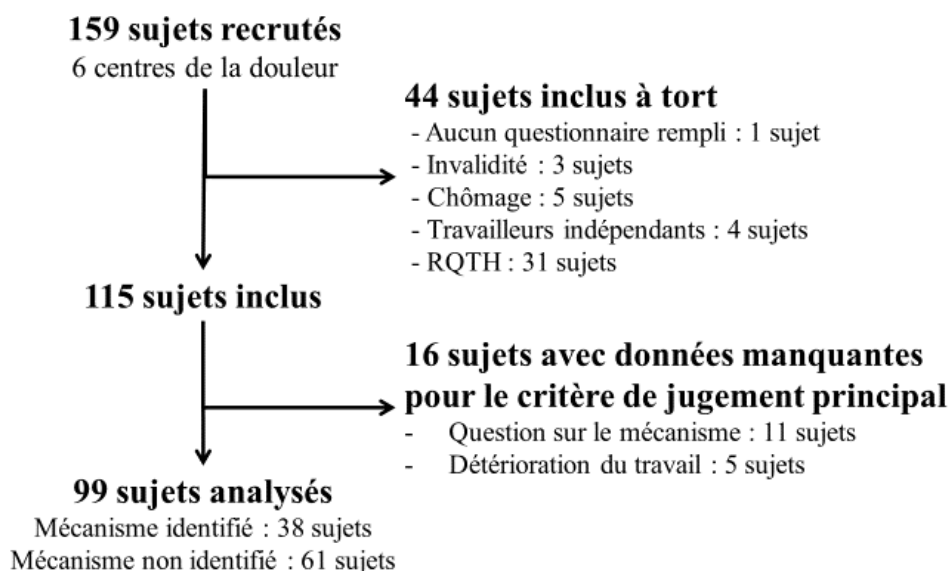 159 sujets recrutés
6 centres de la douleur
44 sujets inclus à tort
- Aucun questionnaire rempli : 1 sujet
- Invalidité : 3 sujets
- Chômage : 5 sujets
- Travailleurs indépendants : 4 sujets
- RQTH : 31 sujets
115 sujets inclus
16 sujets avec données manquantes
pour le critère de jugement principal
- Question sur le mécanisme : 11 sujets
- Détérioration du travail : 5 sujets
99 sujets analysés
Mécanisme identifié : 38 sujets
Mécanisme non identifié : 61 sujets